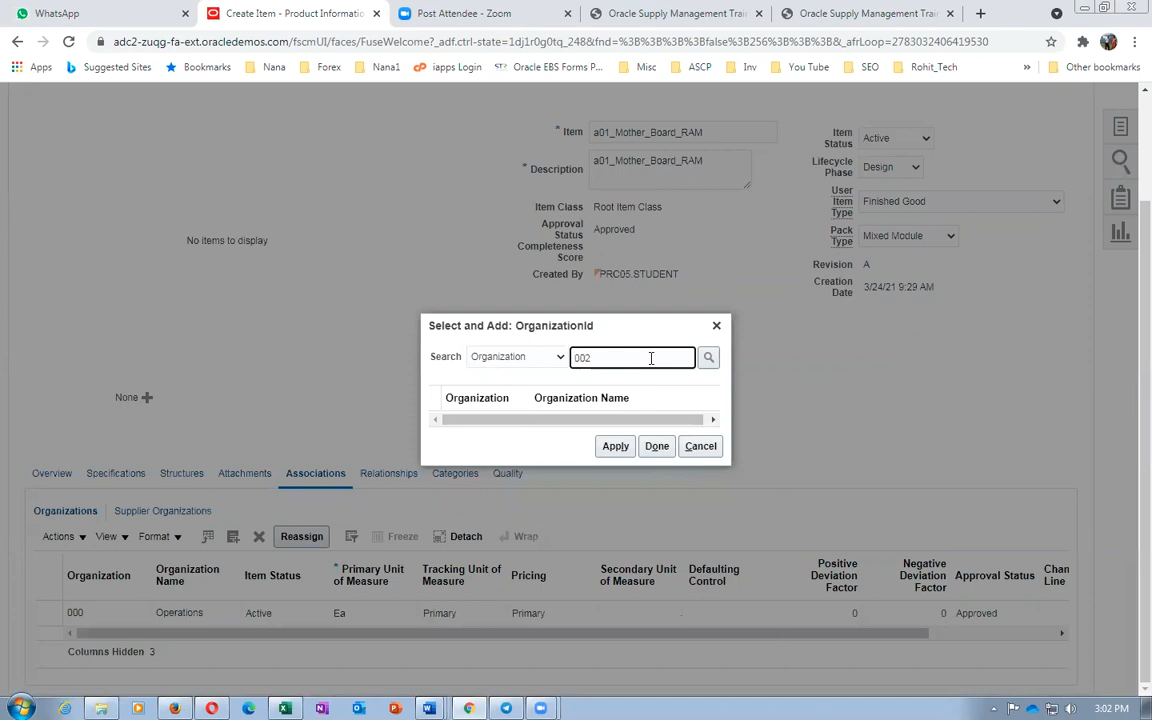 WhatsApp
Create Item - Product Informatio
Post Attendee - Zoom
Oracle Supply Management Trai
Oracle Supply Management Trai
adc2-zuqg-fa-ext.oracledemos.com/fscmUI/faces/FuseWelcome?_adf.ctrl-state=1dj1r0g0tq_248&fnd=%3B%3B%3B%3Bfalse%3B256%3B%3B%3B&_afrLoop=2783032406419530
Apps
Suggested Sites
Bookmarks
Nana
Forex
Nana1
iapps Login
Oracle EBS Forms P...
Misc
ASCP
Inv
You Tube
SEO
Rohit_Tech
»
Other bookmarks
* Item a01_Mother_Board_RAM
* Description a01_Mother_Board_RAM
Item Class Root Item Class
Approval Status Approved
Completeness Score
Created By PRC05.STUDENT
Item Status Active
Lifecycle Phase Design
User Item Type Finished Good
Pack Type Mixed Module
Revision A
Creation Date 3/24/21 9:29 AM
No items to display
None
Select and Add: OrganizationId
Search Organization 002
Organization Organization Name
Apply Done Cancel
Overview Specifications Structures Attachments Associations Relationships Categories Quality
Organizations Supplier Organizations
Actions View Format Reassign Freeze Detach Wrap
Organization
Organization Name
Item Status
* Primary Unit of Measure
Tracking Unit of Measure
Pricing
Secondary Unit of Measure
Defaulting Control
Positive Deviation Factor
Negative Deviation Factor
Approval Status
Chan Line
000 Operations Active Ea Primary Primary 0 0 Approved
Columns Hidden 3
3:02 PM